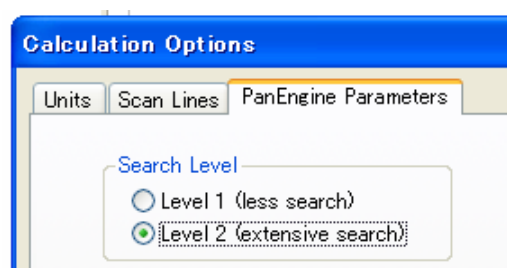 Calculation Options
Units Scan Lines PanEngine Parameters
Search Level
Level 1 (less search)
Level 2 (extensive search)